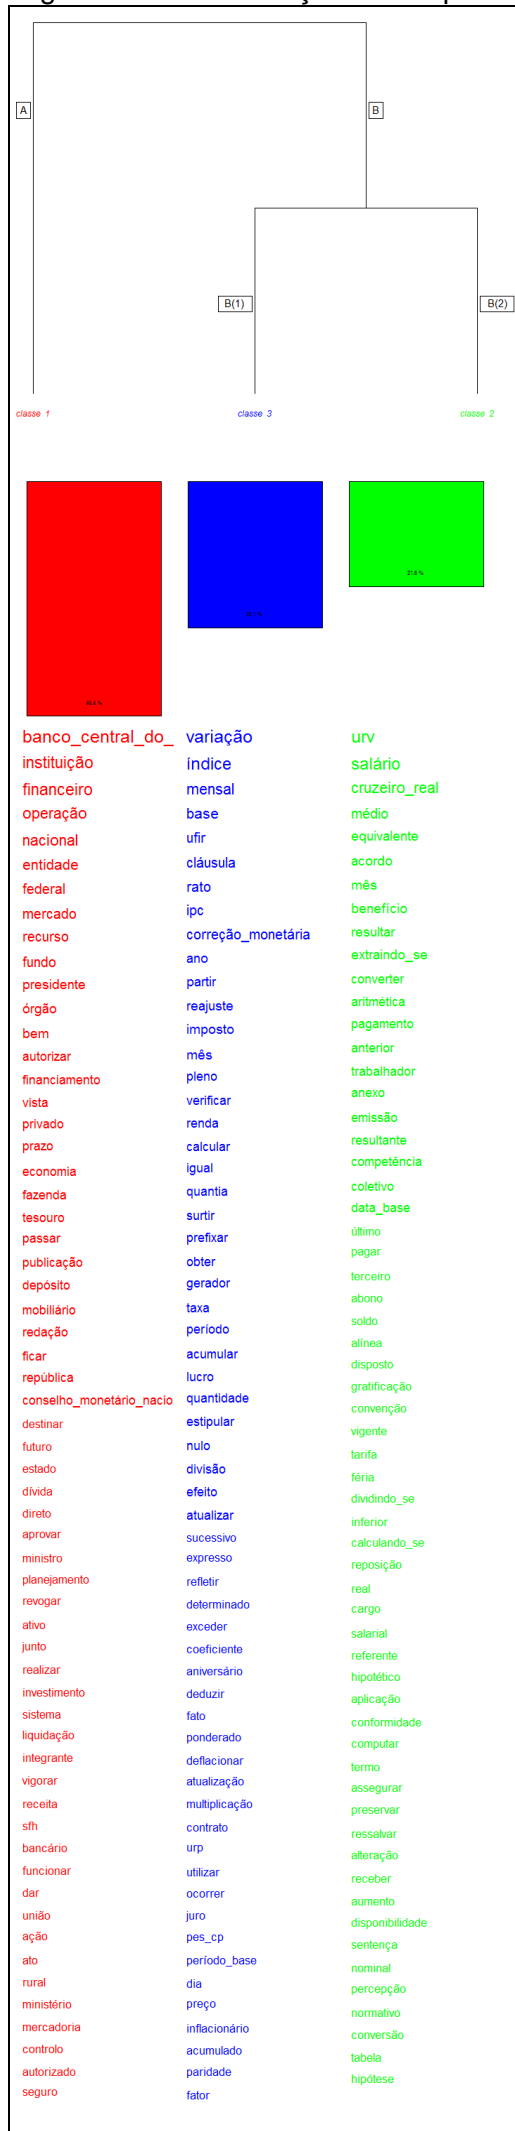 A
B
B(1)
B(2)
classe 1
classe 3
classe 2
21.6 %
banco_central_do_
instituição
financeiro
operação
nacional
entidade
federal
mercado
recurso
fundo
presidente
órgão
bem
autorizar
financiamento
vista
privado
prazo
economia
fazenda
tesouro
passar
publicação
depósito
mobiliário
redação
ficar
república
conselho_monetário_nacio
destinar
futuro
estado
dívida
direto
aprovar
ministro
planejamento
revogar
ativo
junto
realizar
investimento
sistema
liquidação
integrante
vigorar
receita
sfh
bancário
funcionar
dar
união
ação
ato
rural
ministério
mercadoria
controlo
autorizado
seguro
variação
índice
mensal
base
ufir
cláusula
rato
ipc
correção_monetária
ano
partir
reajuste
imposto
mês
pleno
verificar
renda
calcular
igual
quantia
surtir
prefixar
obter
gerador
taxa
período
acumular
lucro
quantidade
estipular
nulo
divisão
efeito
atualizar
sucessivo
expresso
refletir
determinado
exceder
coeficiente
aniversário
deduzir
fato
ponderado
deflacionar
atualização
multiplicação
contrato
urp
utilizar
ocorrer
juro
pes_cp
período_base
dia
preço
inflacionário
acumulado
paridade
fator
urv
salário
cruzeiro_real
médio
equivalente
acordo
mês
benefício
resultar
extraindo_se
converter
aritmética
pagamento
anterior
trabalhador
anexo
emissão
resultante
competência
coletivo
data_base
último
pagar
terceiro
abono
soldo
alínea
disposto
gratificação
convenção
vigente
tarifa
féria
dividindo_se
inferior
calculando_se
reposição
real
cargo
salarial
referente
hipotético
aplicação
conformidade
computar
termo
assegurar
preservar
ressalvar
alteração
receber
aumento
disponibilidade
sentença
nominal
percepção
normativo
conversão
tabela
hipótese